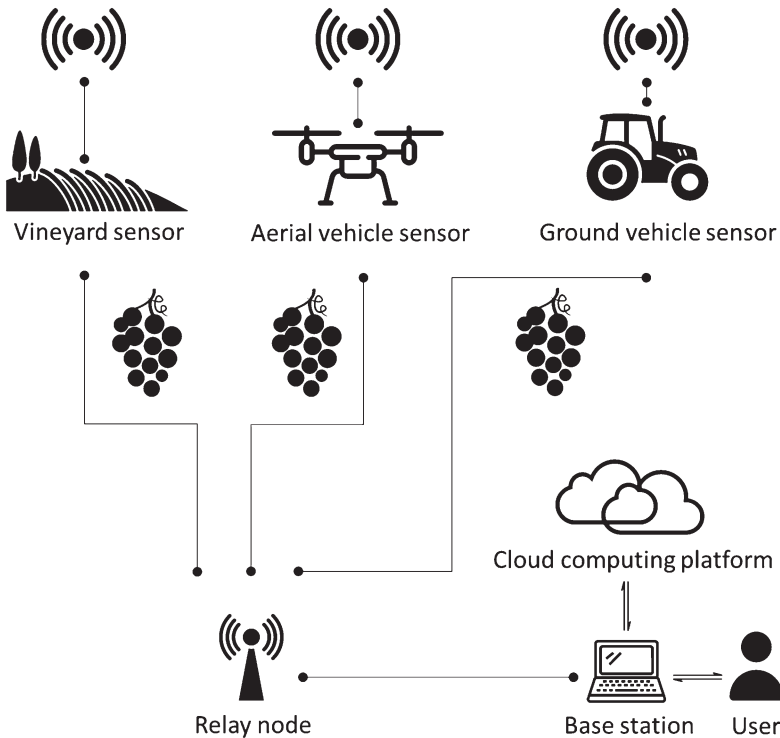 Vineyard sensor
Aerial vehicle sensor
Ground vehicle sensor
Cloud computing platform
Relay node
Base station
User